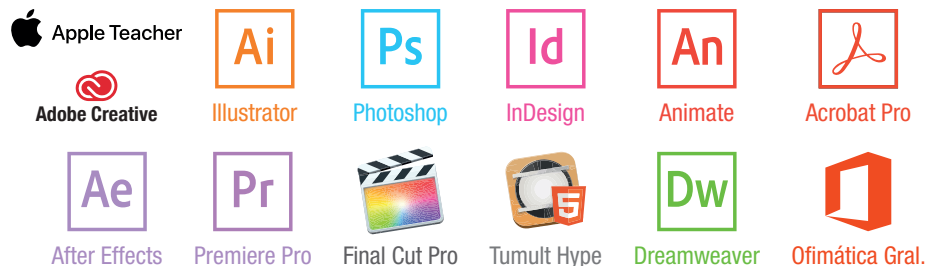 Apple Teacher
Adobe Creative
Ai
Illustrator
Ps
Photoshop
Id
InDesign
An
Animate
Acrobat Pro
Ae
After Effects
Pr
Premiere Pro
Final Cut Pro
5
Tumult Hype
Dw
Dreamweaver
Ofimática Gral.